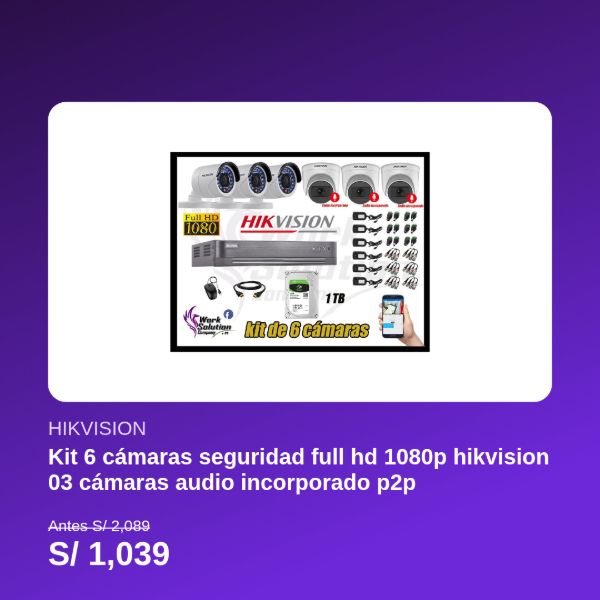 Full HD
1080
HIKVISION
1 TB
Work
Solution
kit de 6 cámaras
HIKVISION
Kit 6 cámaras seguridad full hd 1080p hikvision
03 cámaras audio incorporado p2p
Antes S/ 2,089
S/ 1,039